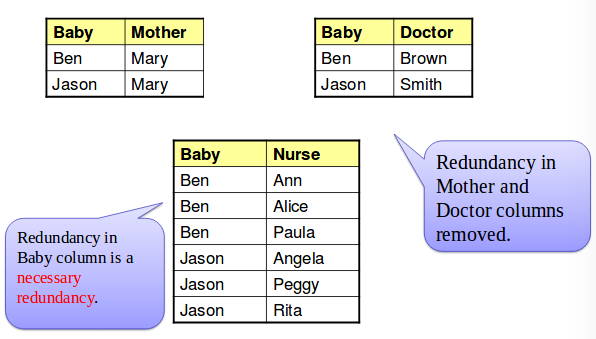 Baby Mother
Ben Mary
Jason Mary
Baby Doctor
Ben Brown
Jason Smith
Baby Nurse
Ben Ann
Ben Alice
Ben Paula
Jason Angela
Jason Peggy
Jason Rita
Redundancy in
Mother and
Doctor columns
removed.
Redundancy in
Baby column is a
necessary
redundancy.